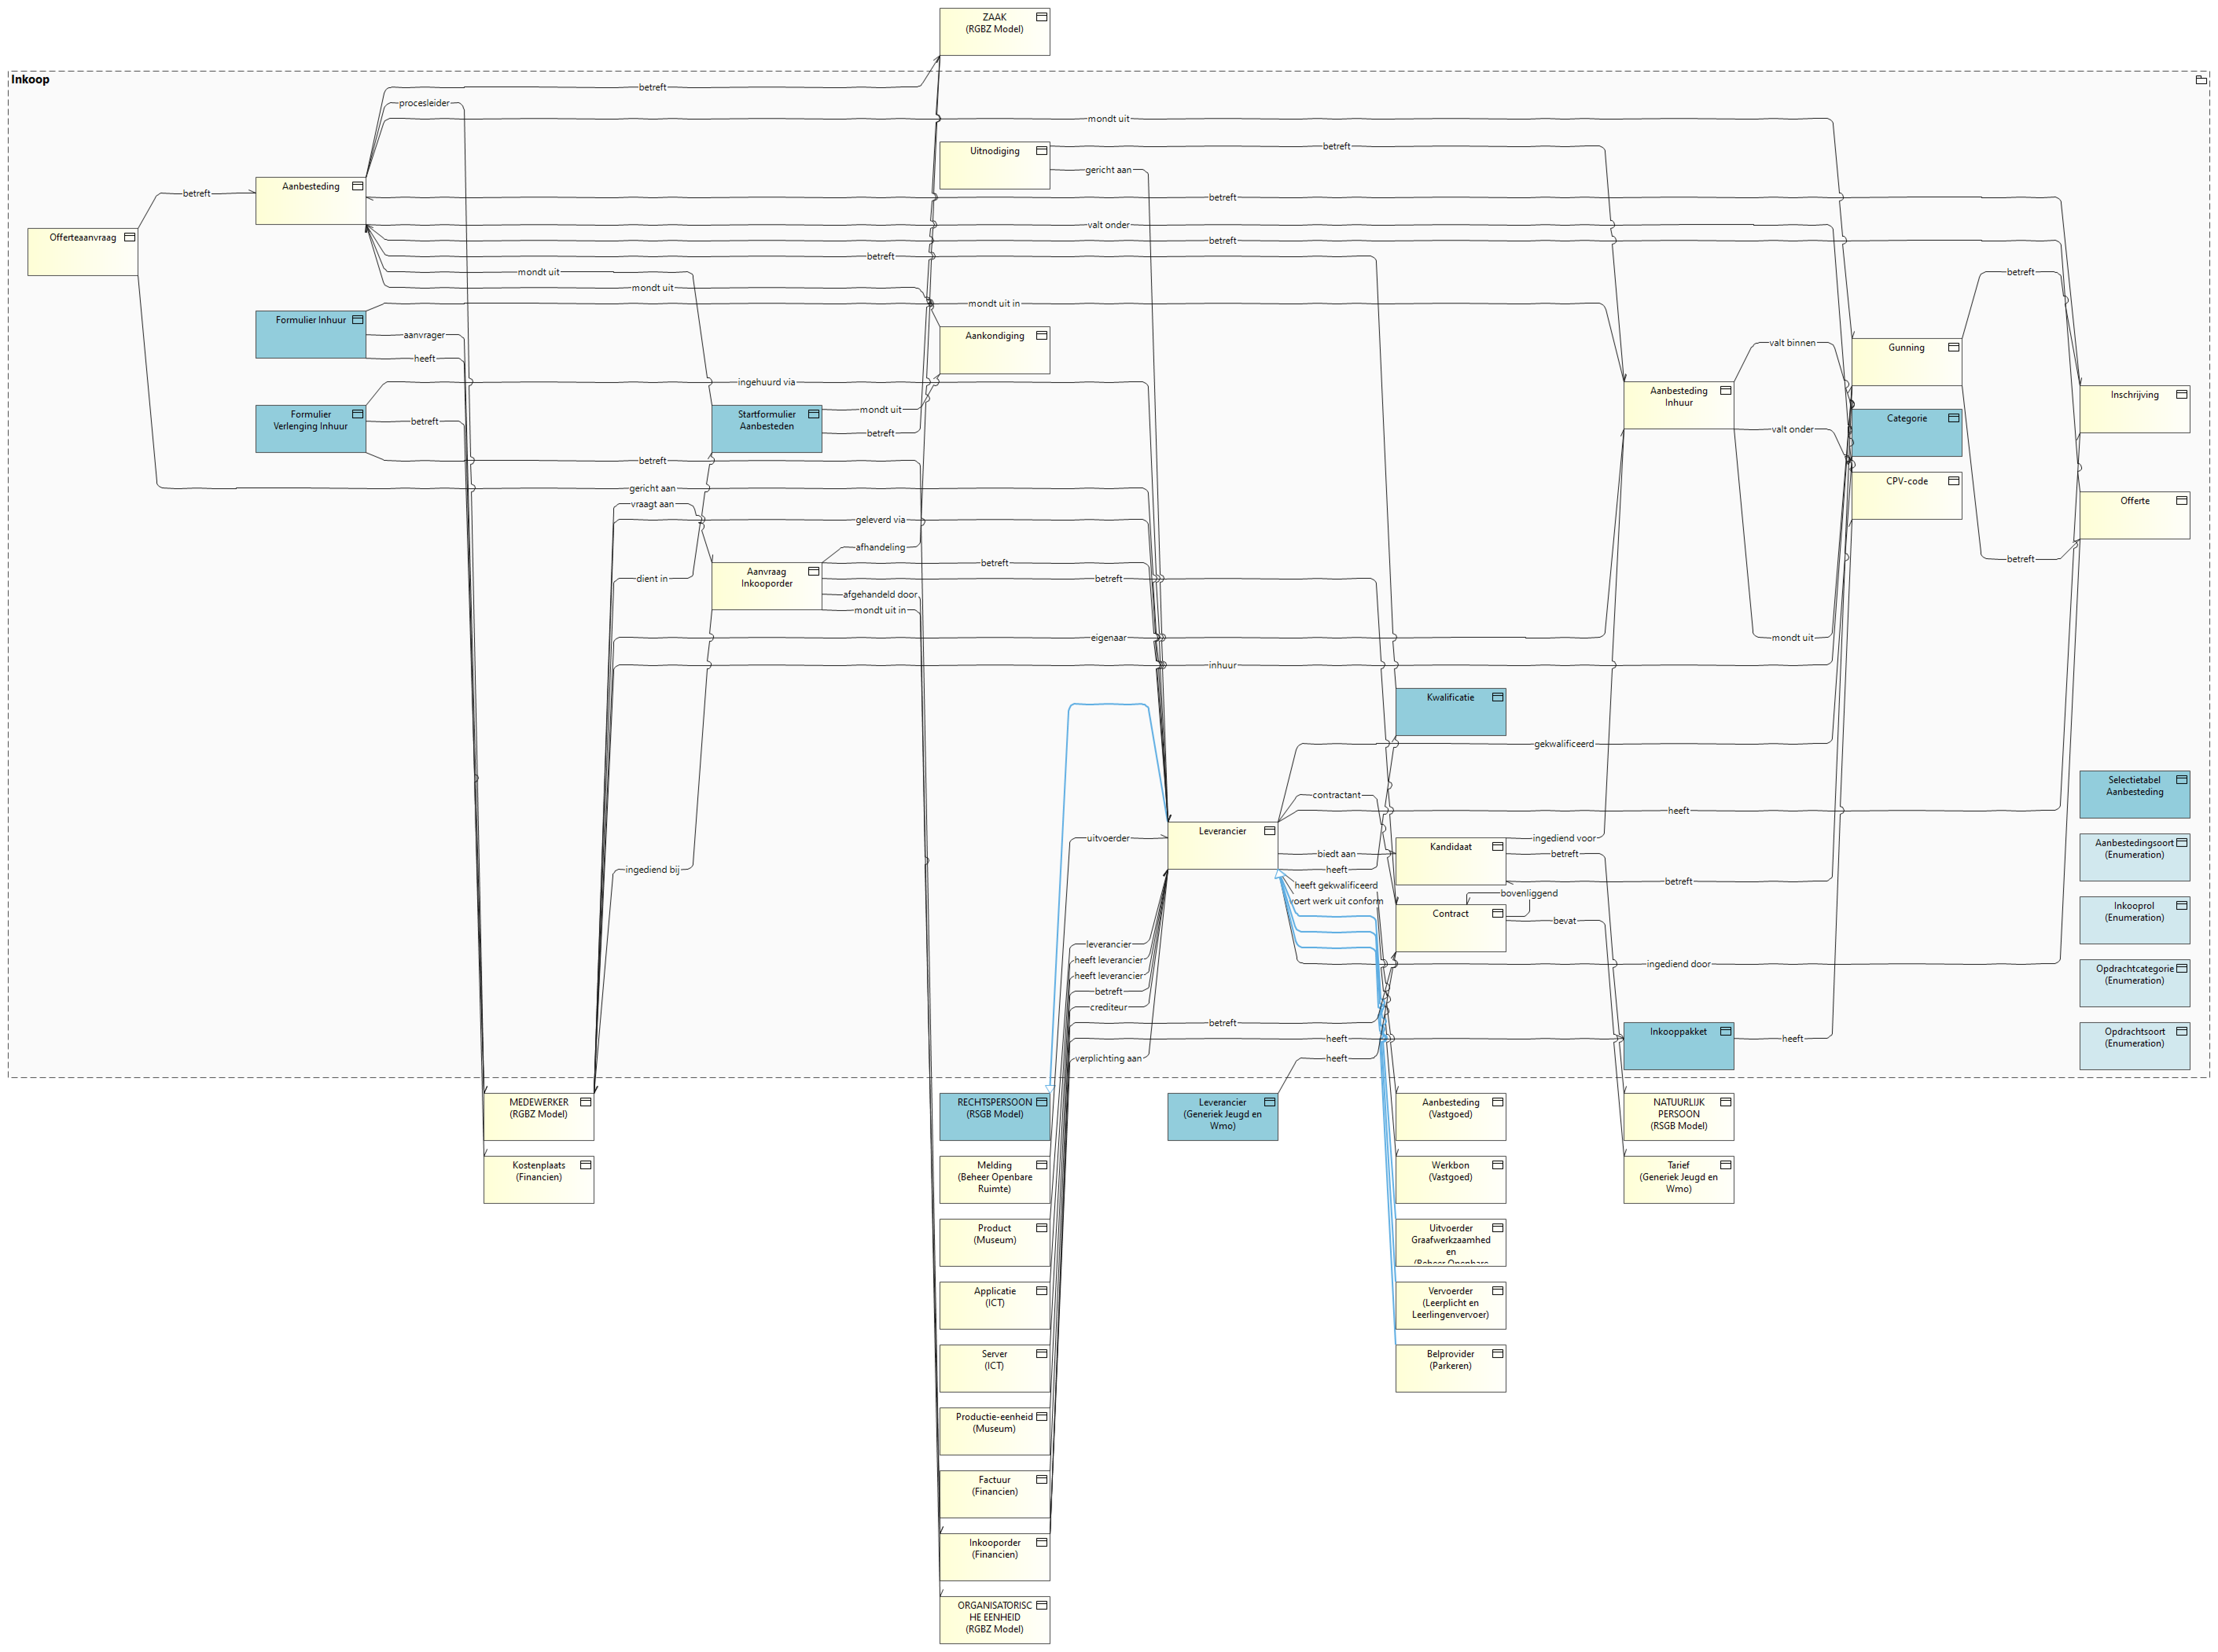 ZAAK
(RGBZ Model)
Inkoop
betreft
procesleider
mondt uit
Uitnodiging
betreft
gericht aan
Aanbesteding
betreft
betreft
Offerteaanvraag
valt onder
betreft
betreft
mondt uit
betreft
mondt uit
mondt uit in
Formulier Inhuur
aanvrager
heeft
Aankondiging
valt binnen
Gunning
ingehuurd via
Aanbesteding
Inhuur
Inschrijving
Formulier
Verlenging Inhuur
betreft
Startformulier
Aanbesteden
mondt uit
betreft
Categorie
valt onder
betreft
CPV-code
gericht aan
vraagt aan
Offerte
geleverd via
afhandeling
betreft
betreft
Aanvraag
Inkooporder
dient in
betreft
afgehandeld door
mondt uit in
eigenaar
mondt uit
inhuur
Kwalificatie
gekwalificeerd
Selectietabel
Aanbesteding
contractant
heeft
Leverancier
uitvoerder
Kandidaat
ingediend voor
biedt aan
betreft
Aanbestedingsoort
(Enumeration)
ingediend bij
heeft
betreft
heeft gekwalificeerd
bovenliggend
voert werk uit conform
Contract
bevat
Inkooprol
(Enumeration)
leverancier
heeft leverancier
ingediend door
Opdrachtcategorie
(Enumeration)
heeft leverancier
betreft
crediteur
betreft
Inkooppakket
heeft
heeft
Opdrachtsoort
(Enumeration)
verplichting aan
heeft
MEDEWERKER
(RGBZ Model)
RECHTSPERSOON
(RSGB Model)
Leverancier
(Generiek Jeugd en
Wmo)
Aanbesteding
(Vastgoed)
NATUURLIJK
PERSOON
(RSGB Model)
Kostenplaats
(Financien)
Melding
(Beheer Openbare
Ruimte)
Werkbon
(Vastgoed)
Tarief
(Generiek Jeugd en
Wmo)
Product
(Museum)
Uitvoerder
Graafwerkzaamhed
en
(Beheer Openbare
Applicatie
(ICT)
Vervoerder
(Leerplicht en
Leerlingenvervoer)
Server
(ICT)
Belprovider
(Parkeren)
Productie-eenheid
(Museum)
Factuur
(Financien)
Inkooporder
(Financien)
ORGANISATORISC
HE EENHEID
(RGBZ Model)